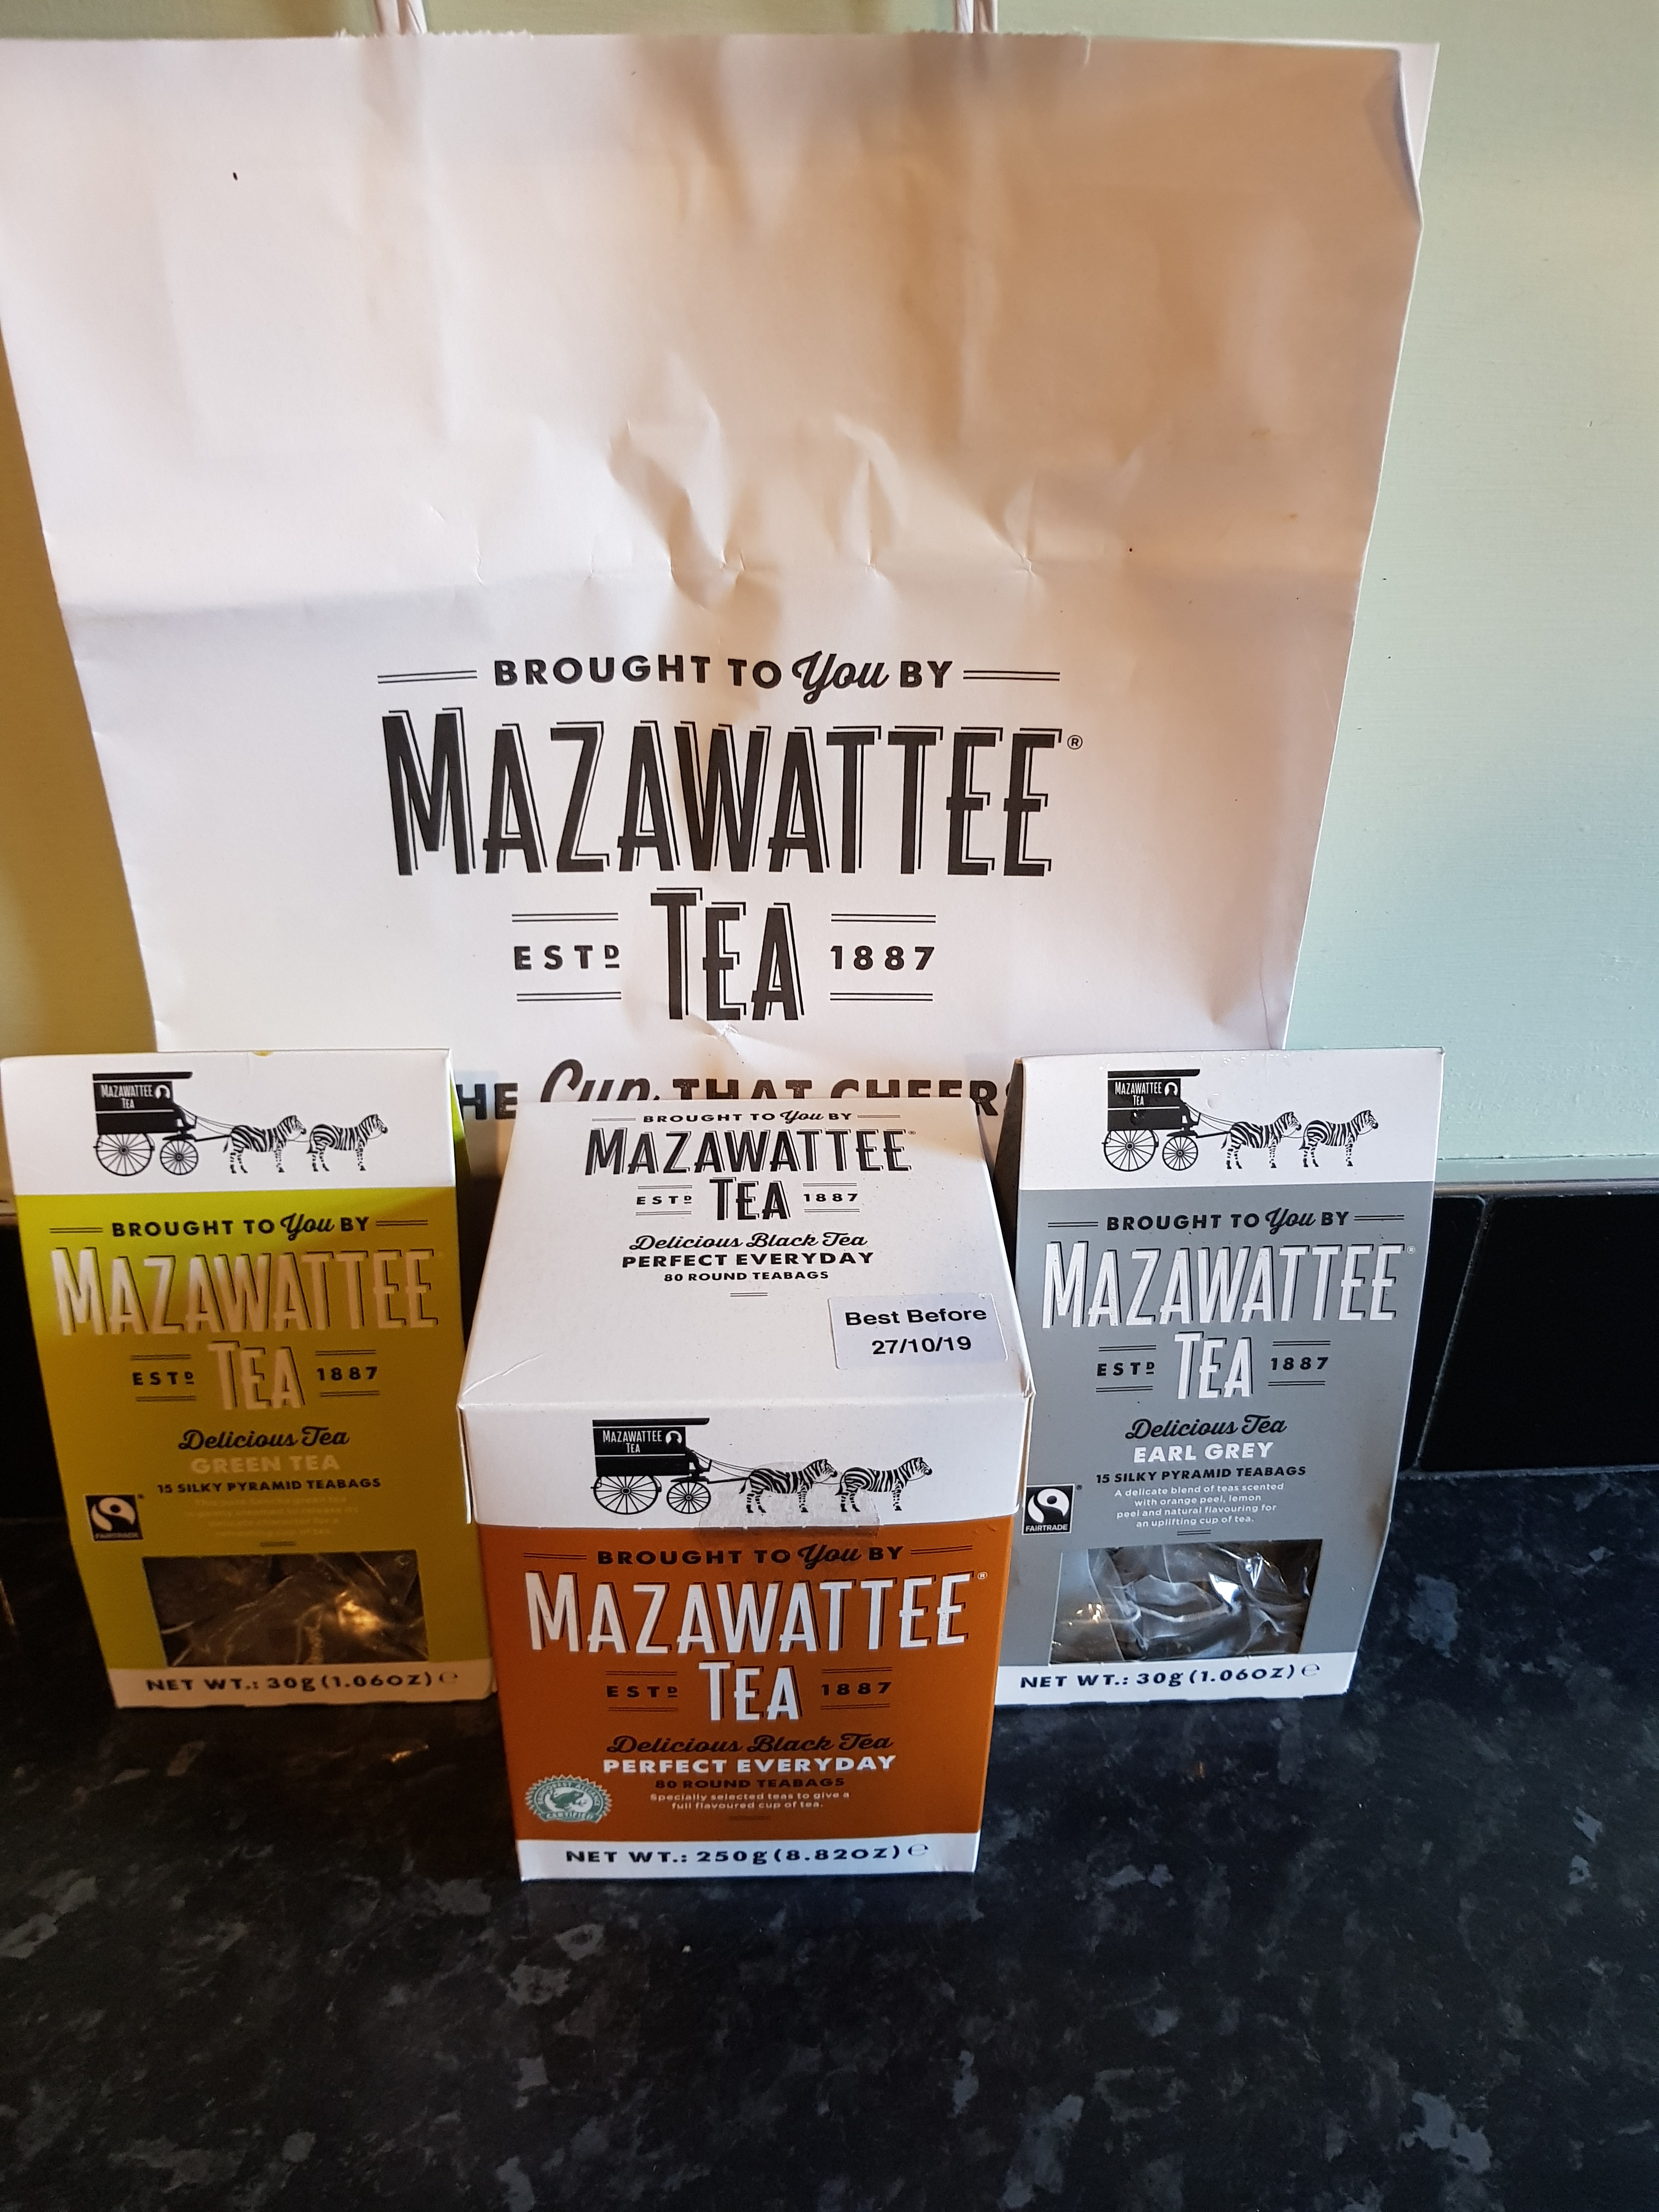 BROUGHT TO You BY
MAZAWATTEE®
TEA
ESTD 1887
THE Cup THAT CHEERS
MAZAWATTEE
TEA
BROUGHT TO You BY
MAZAWATTEE
TEA
ESTD 1887
Delicious Tea
GREEN TEA
15 SILKY PYRAMID TEABAGS
FAIRTRADE
NET WT.: 30g (1.06OZ) ℮
BROUGHT TO You BY
MAZAWATTEE
TEA
ESTD 1887
Delicious Black Tea
PERFECT EVERYDAY
80 ROUND TEABAGS
Best Before
27/10/19
MAZAWATTEE
TEA
BROUGHT TO You BY
MAZAWATTEE®
TEA
ESTD 1887
Delicious Black Tea
PERFECT EVERYDAY
80 ROUND TEABAGS
Specially selected teas to give a
full flavoured cup of tea.
CERTIFIED
NET WT.: 250g (8.82OZ) ℮
MAZAWATTEE
TEA
BROUGHT TO You BY
MAZAWATTEE®
TEA
ESTD 1887
Delicious Tea
EARL GREY
15 SILKY PYRAMID TEABAGS
A delicate blend of teas scented
with orange peel, lemon
peel and natural flavouring for
an uplifting cup of tea.
FAIRTRADE
NET WT.: 30g (1.06OZ) ℮